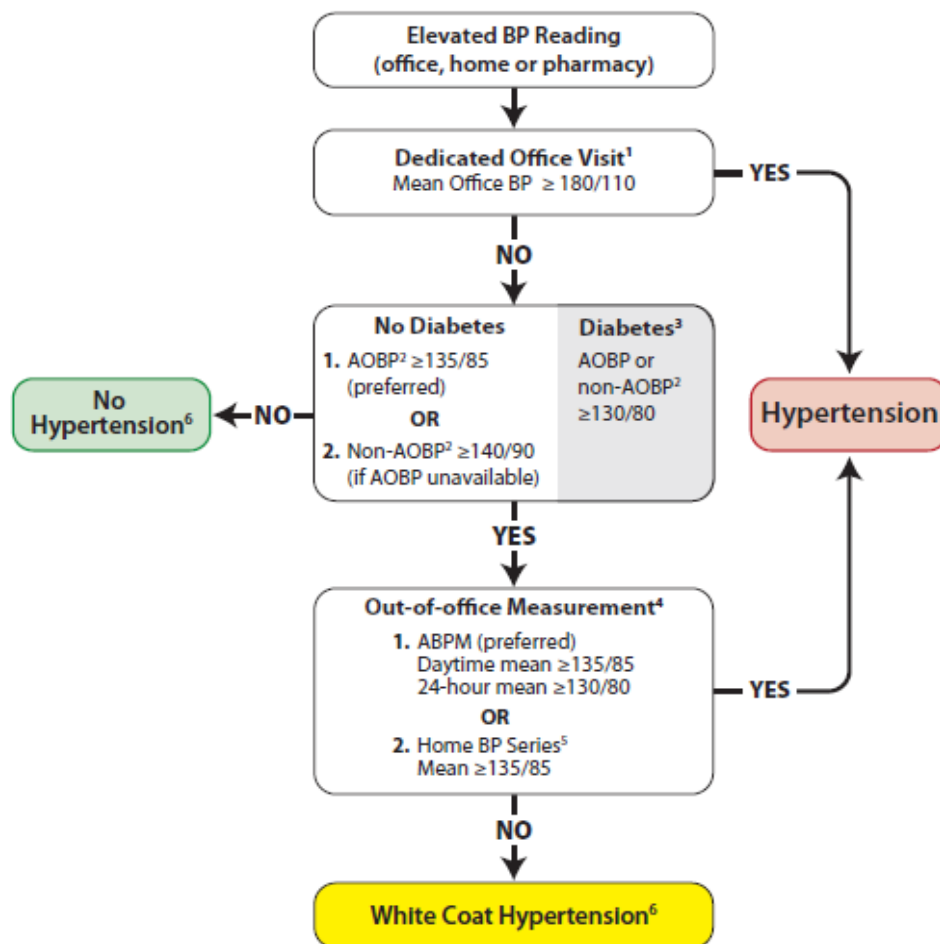 Elevated BP Reading
(office, home or pharmacy)
Dedicated Office Visit¹
Mean Office BP ≥ 180/110
YES
NO
No Diabetes
1. AOBP² ≥135/85
(preferred)
OR
2. Non-AOBP² ≥140/90
(if AOBP unavailable)
Diabetes³
AOBP or
non-AOBP²
≥130/80
NO
No
Hypertension⁶
Hypertension
YES
Out-of-office Measurement⁴
1. ABPM (preferred)
Daytime mean ≥135/85
24-hour mean ≥130/80
OR
2. Home BP Series⁵
Mean ≥135/85
YES
NO
White Coat Hypertension⁶